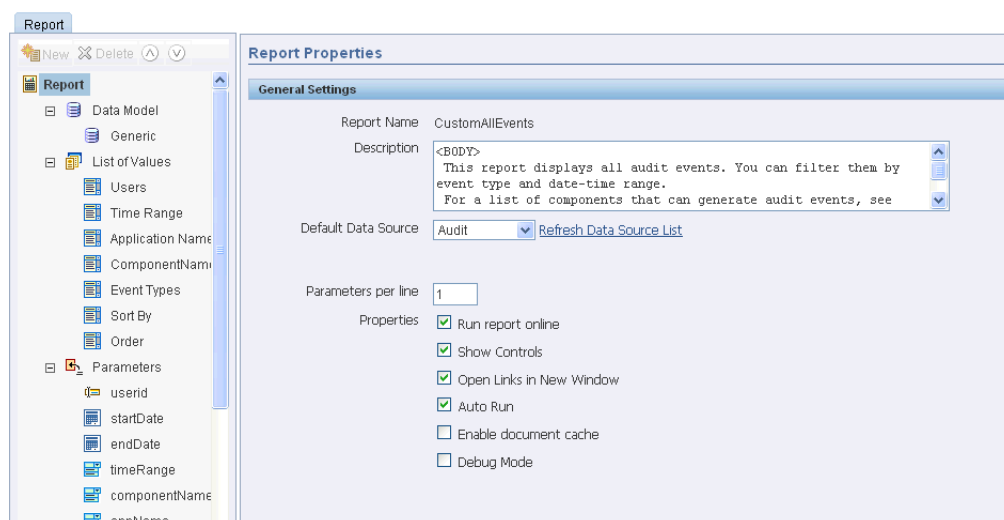 Report
New Delete
Report
Data Model
Generic
List of Values
Users
Time Range
Application Name
ComponentName
Event Types
Sort By
Order
Parameters
userid
startDate
endDate
timeRange
componentName
Report Properties
General Settings
Report Name CustomAllEvents
Description <BODY>
This report displays all audit events. You can filter them by
event type and date-time range.
For a list of components that can generate audit events, see
Default Data Source Audit Refresh Data Source List
Parameters per line 1
Properties Run report online
Show Controls
Open Links in New Window
Auto Run
Enable document cache
Debug Mode